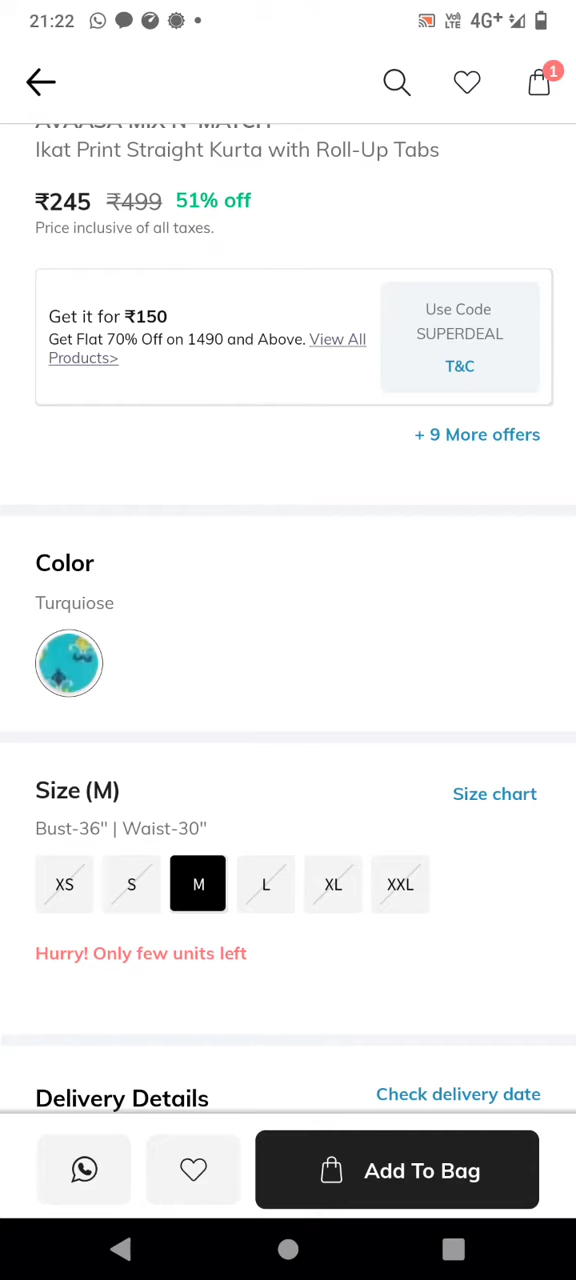 21:22 4G+
1
AVAASA MIX N' MATCH
Ikat Print Straight Kurta with Roll-Up Tabs
₹245 ₹499 51% off
Price inclusive of all taxes.
Get it for ₹150
Get Flat 70% Off on 1490 and Above. View All
Products>
Use Code
SUPERDEAL
T&C
+ 9 More offers
Color
Turquiose
Size (M)
Size chart
Bust-36" | Waist-30"
XS S M L XL XXL
Hurry! Only few units left
Delivery Details
Check delivery date
Add To Bag